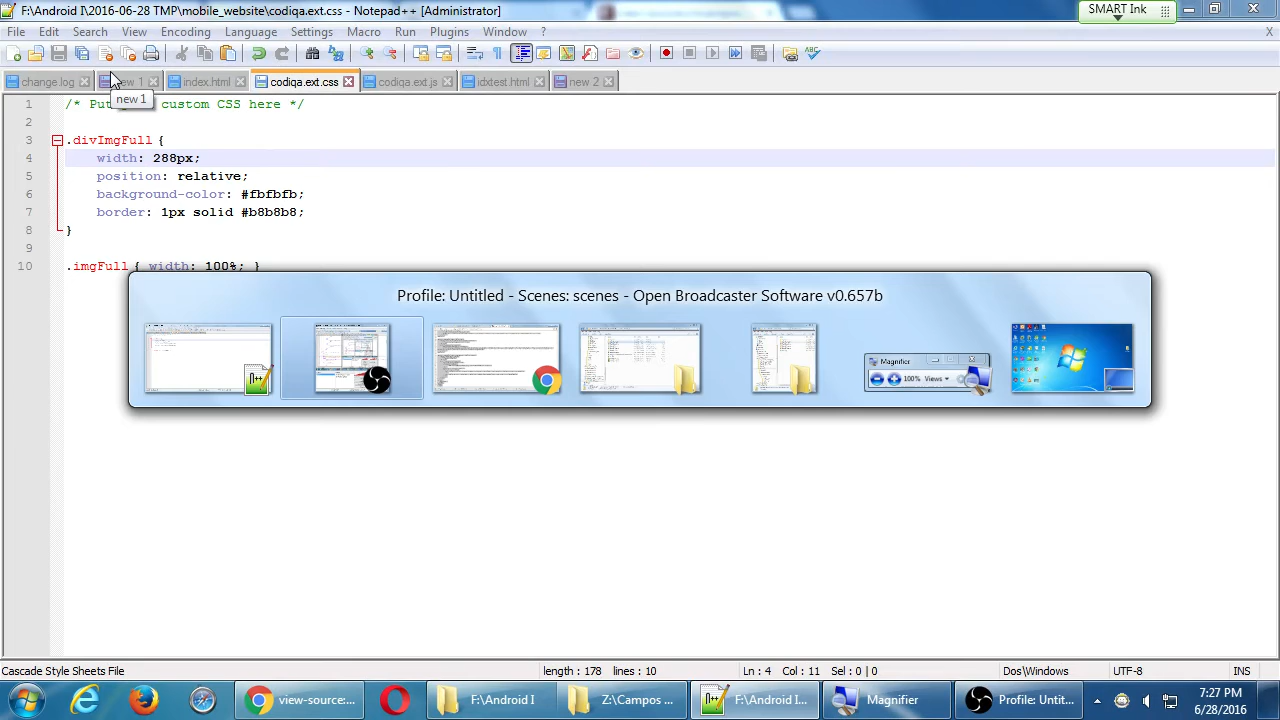 F:\Android I\2016-06-28 TMP\mobile_website\codiqa.ext.css - Notepad++ [Administrator]
SMART Ink
File Edit Search View Encoding Language Settings Macro Run Plugins Window ?
X
change.log new 1 index.html codiqa.ext.css codiqa.ext.js idxtest.html new 2
new 1
1 /* Put custom CSS here */
2
3 .divImgFull {
4 width: 288px;
5 position: relative;
6 background-color: #fbfbfb;
7 border: 1px solid #b8b8b8;
8 }
9
10 .imgFull { width: 100%; }
Profile: Untitled - Scenes: scenes - Open Broadcaster Software v0.657b
Magnifier
100% Views
Cascade Style Sheets File length : 178 lines : 10 Ln : 4 Col : 11 Sel : 0 | 0 Dos\Windows UTF-8 INS
view-source:... F:\Android I Z:\Campos ... F:\Android I... Magnifier Profile: Untit...
7:27 PM
6/28/2016